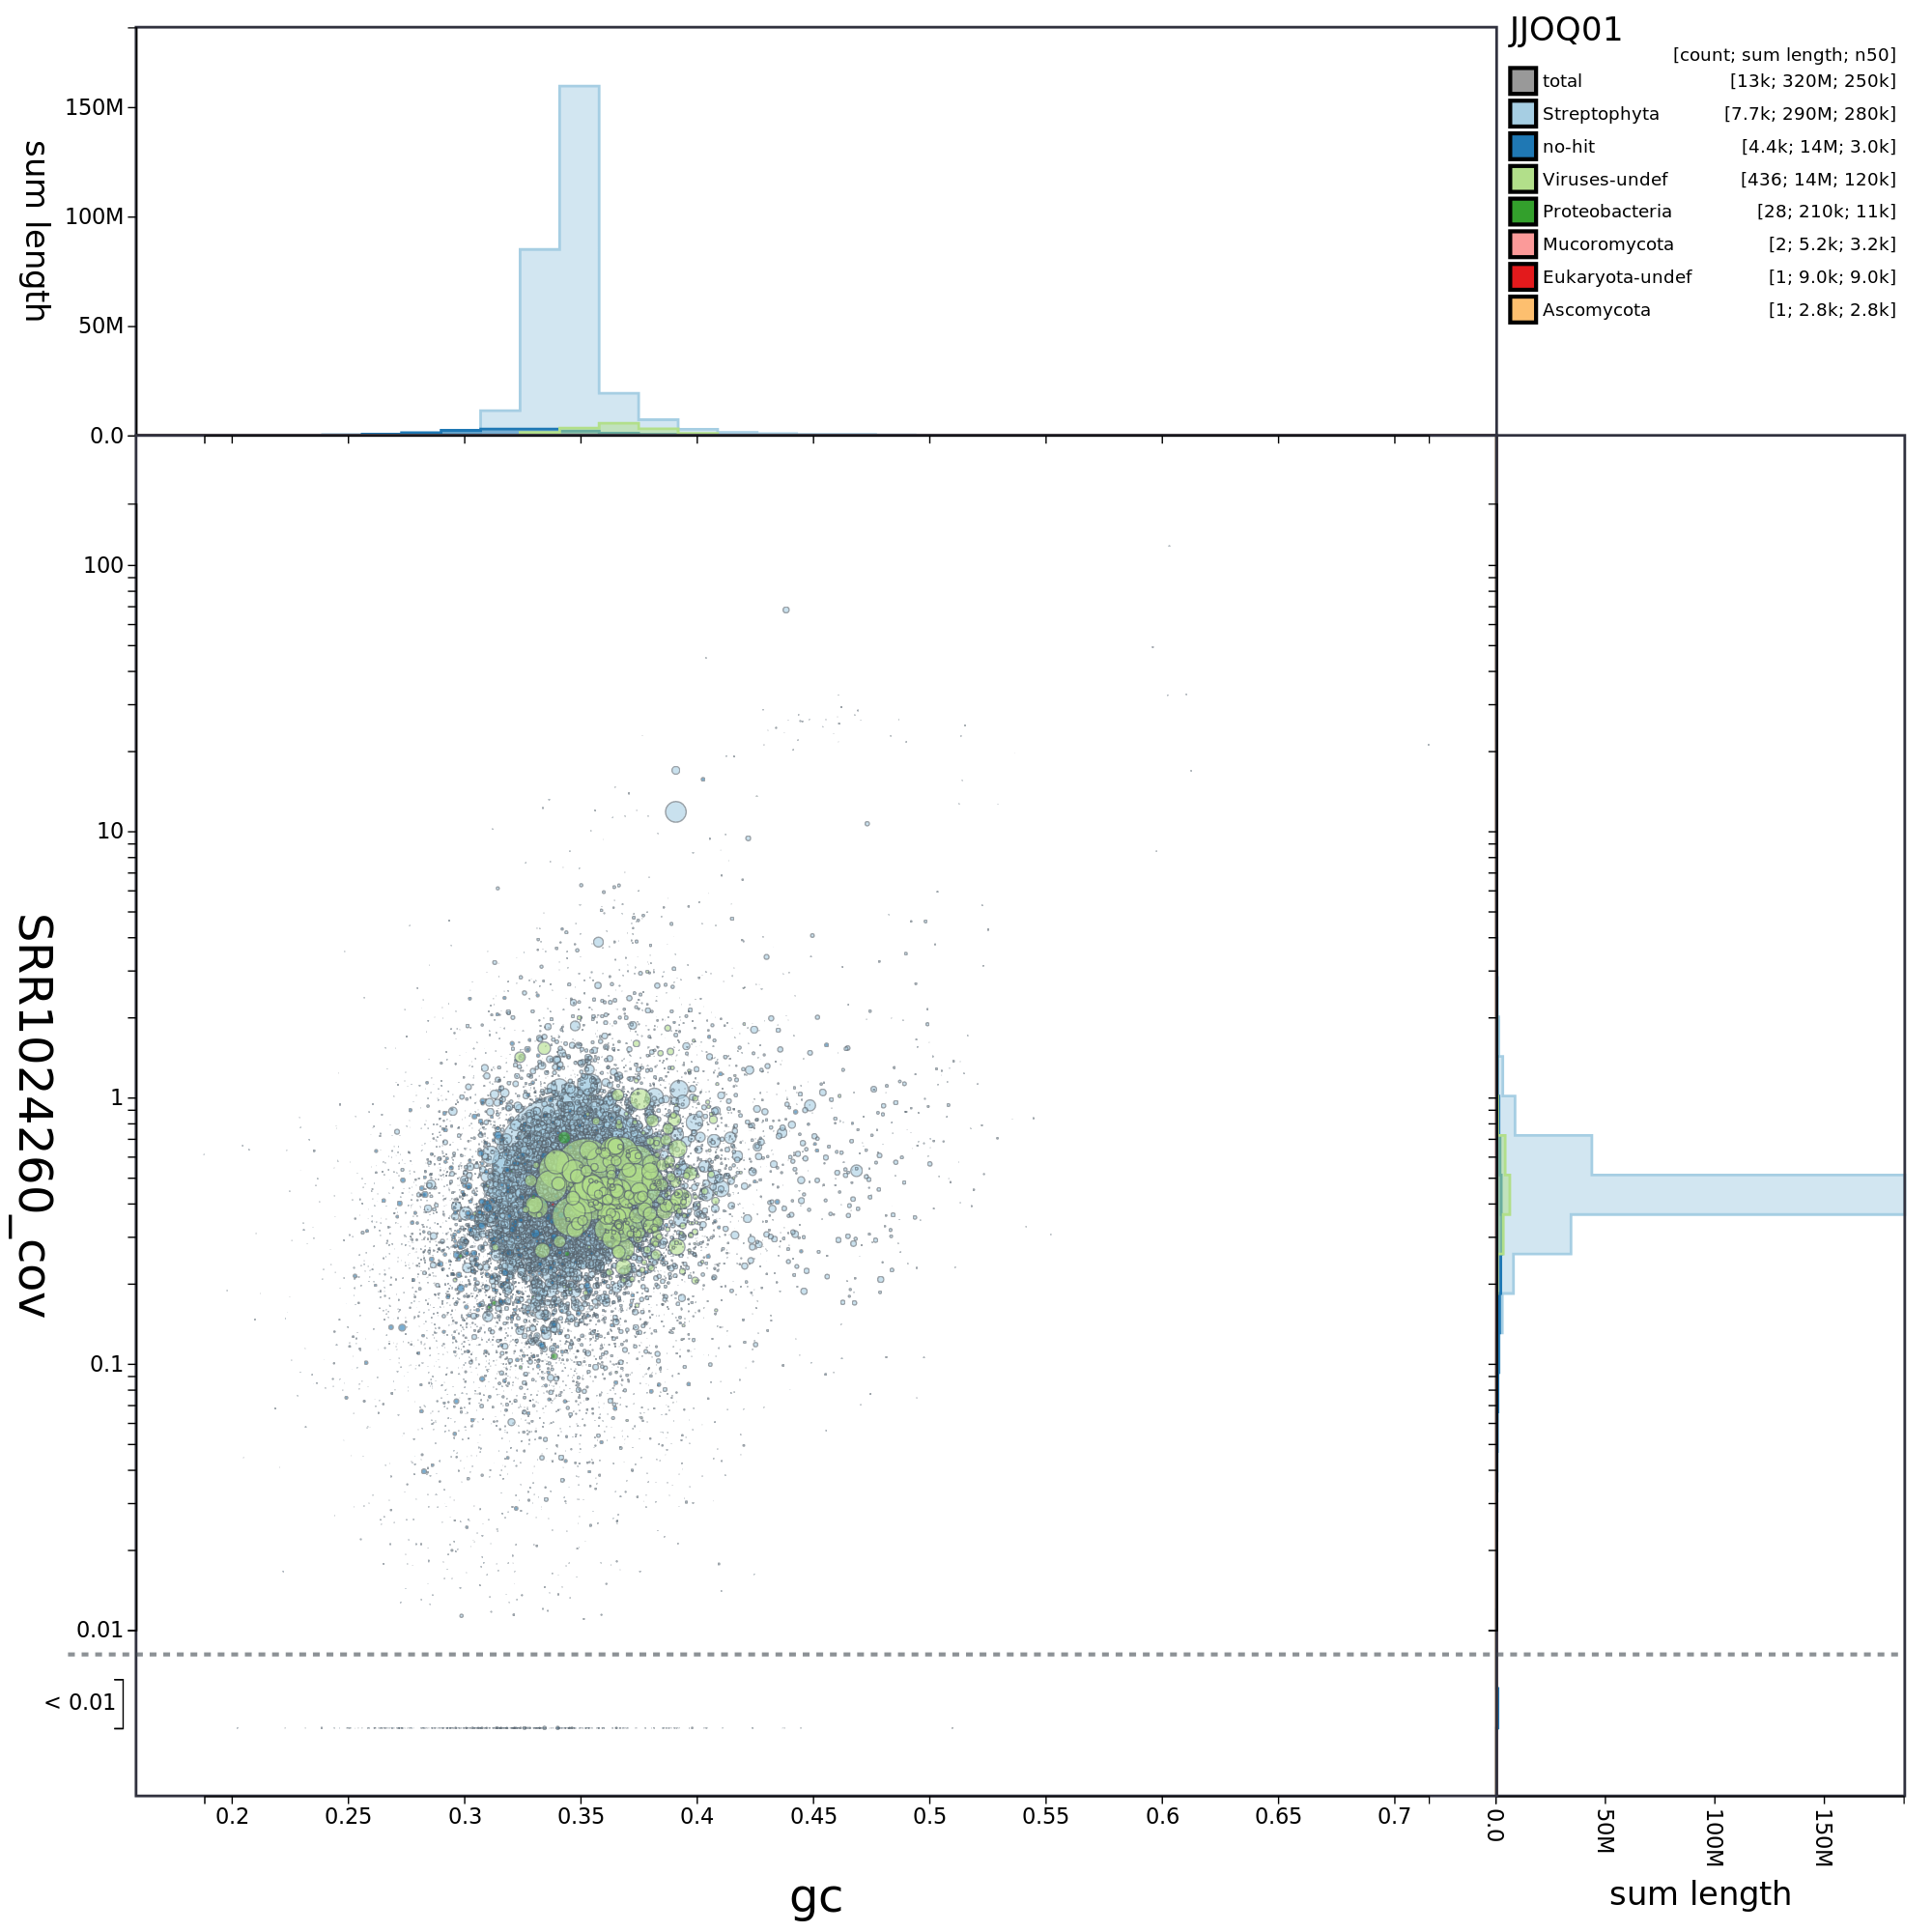 JJOQ01
[count; sum length; n50]
total [13k; 320M; 250k]
Streptophyta [7.7k; 290M; 280k]
no-hit [4.4k; 14M; 3.0k]
Viruses-undef [436; 14M; 120k]
Proteobacteria [28; 210k; 11k]
Mucoromycota [2; 5.2k; 3.2k]
Eukaryota-undef [1; 9.0k; 9.0k]
Ascomycota [1; 2.8k; 2.8k]
sum length
150M
100M
50M
0.0
SRR1024260_cov
100
10
1
0.1
0.01
< 0.01
0.2 0.25 0.3 0.35 0.4 0.45 0.5 0.55 0.6 0.65 0.7
gc
0.0 50M 100M 150M
sum length